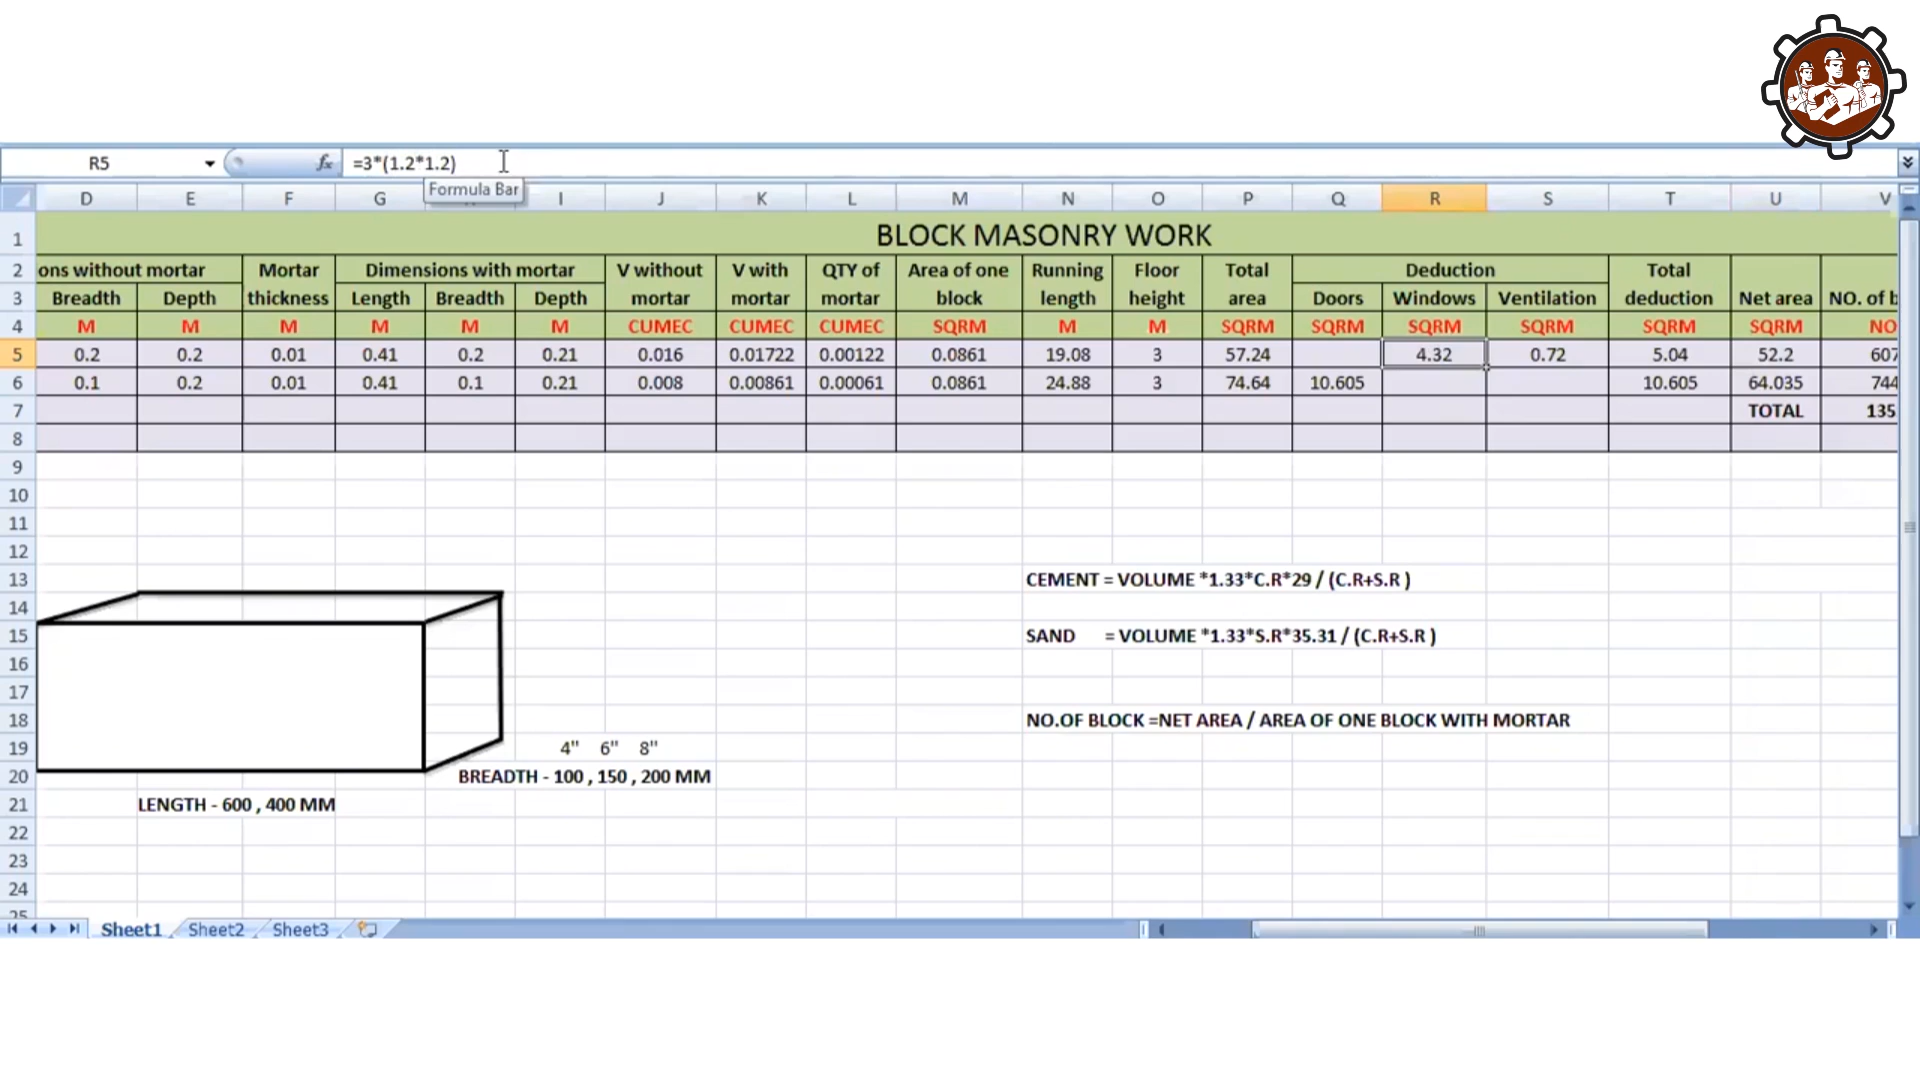 R5 fx =3*(1.2*1.2)
Formula Bar
D E F G I J K L M N O P Q R S T U V
1 BLOCK MASONRY WORK
2 ons without mortar Mortar Dimensions with mortar V without V with QTY of Area of one Running Floor Total Deduction Total
3 Breadth Depth thickness Length Breadth Depth mortar mortar mortar block length height area Doors Windows Ventilation deduction Net area NO. of b
4 M M M M M M CUMEC CUMEC CUMEC SQRM M M SQRM SQRM SQRM SQRM SQRM SQRM NO
5 0.2 0.2 0.01 0.41 0.2 0.21 0.016 0.01722 0.00122 0.0861 19.08 3 57.24 4.32 0.72 5.04 52.2 607
6 0.1 0.2 0.01 0.41 0.1 0.21 0.008 0.00861 0.00061 0.0861 24.88 3 74.64 10.605 10.605 64.035 744
7 TOTAL 135
8
9
10
11
12
13 CEMENT = VOLUME *1.33*C.R*29 / (C.R+S.R )
14
15 SAND = VOLUME *1.33*S.R*35.31 / (C.R+S.R )
16
17
18 NO.OF BLOCK =NET AREA / AREA OF ONE BLOCK WITH MORTAR
19 4" 6" 8"
20 BREADTH - 100 , 150 , 200 MM
21 LENGTH - 600 , 400 MM
22
23
24
25
Sheet1 Sheet2 Sheet3